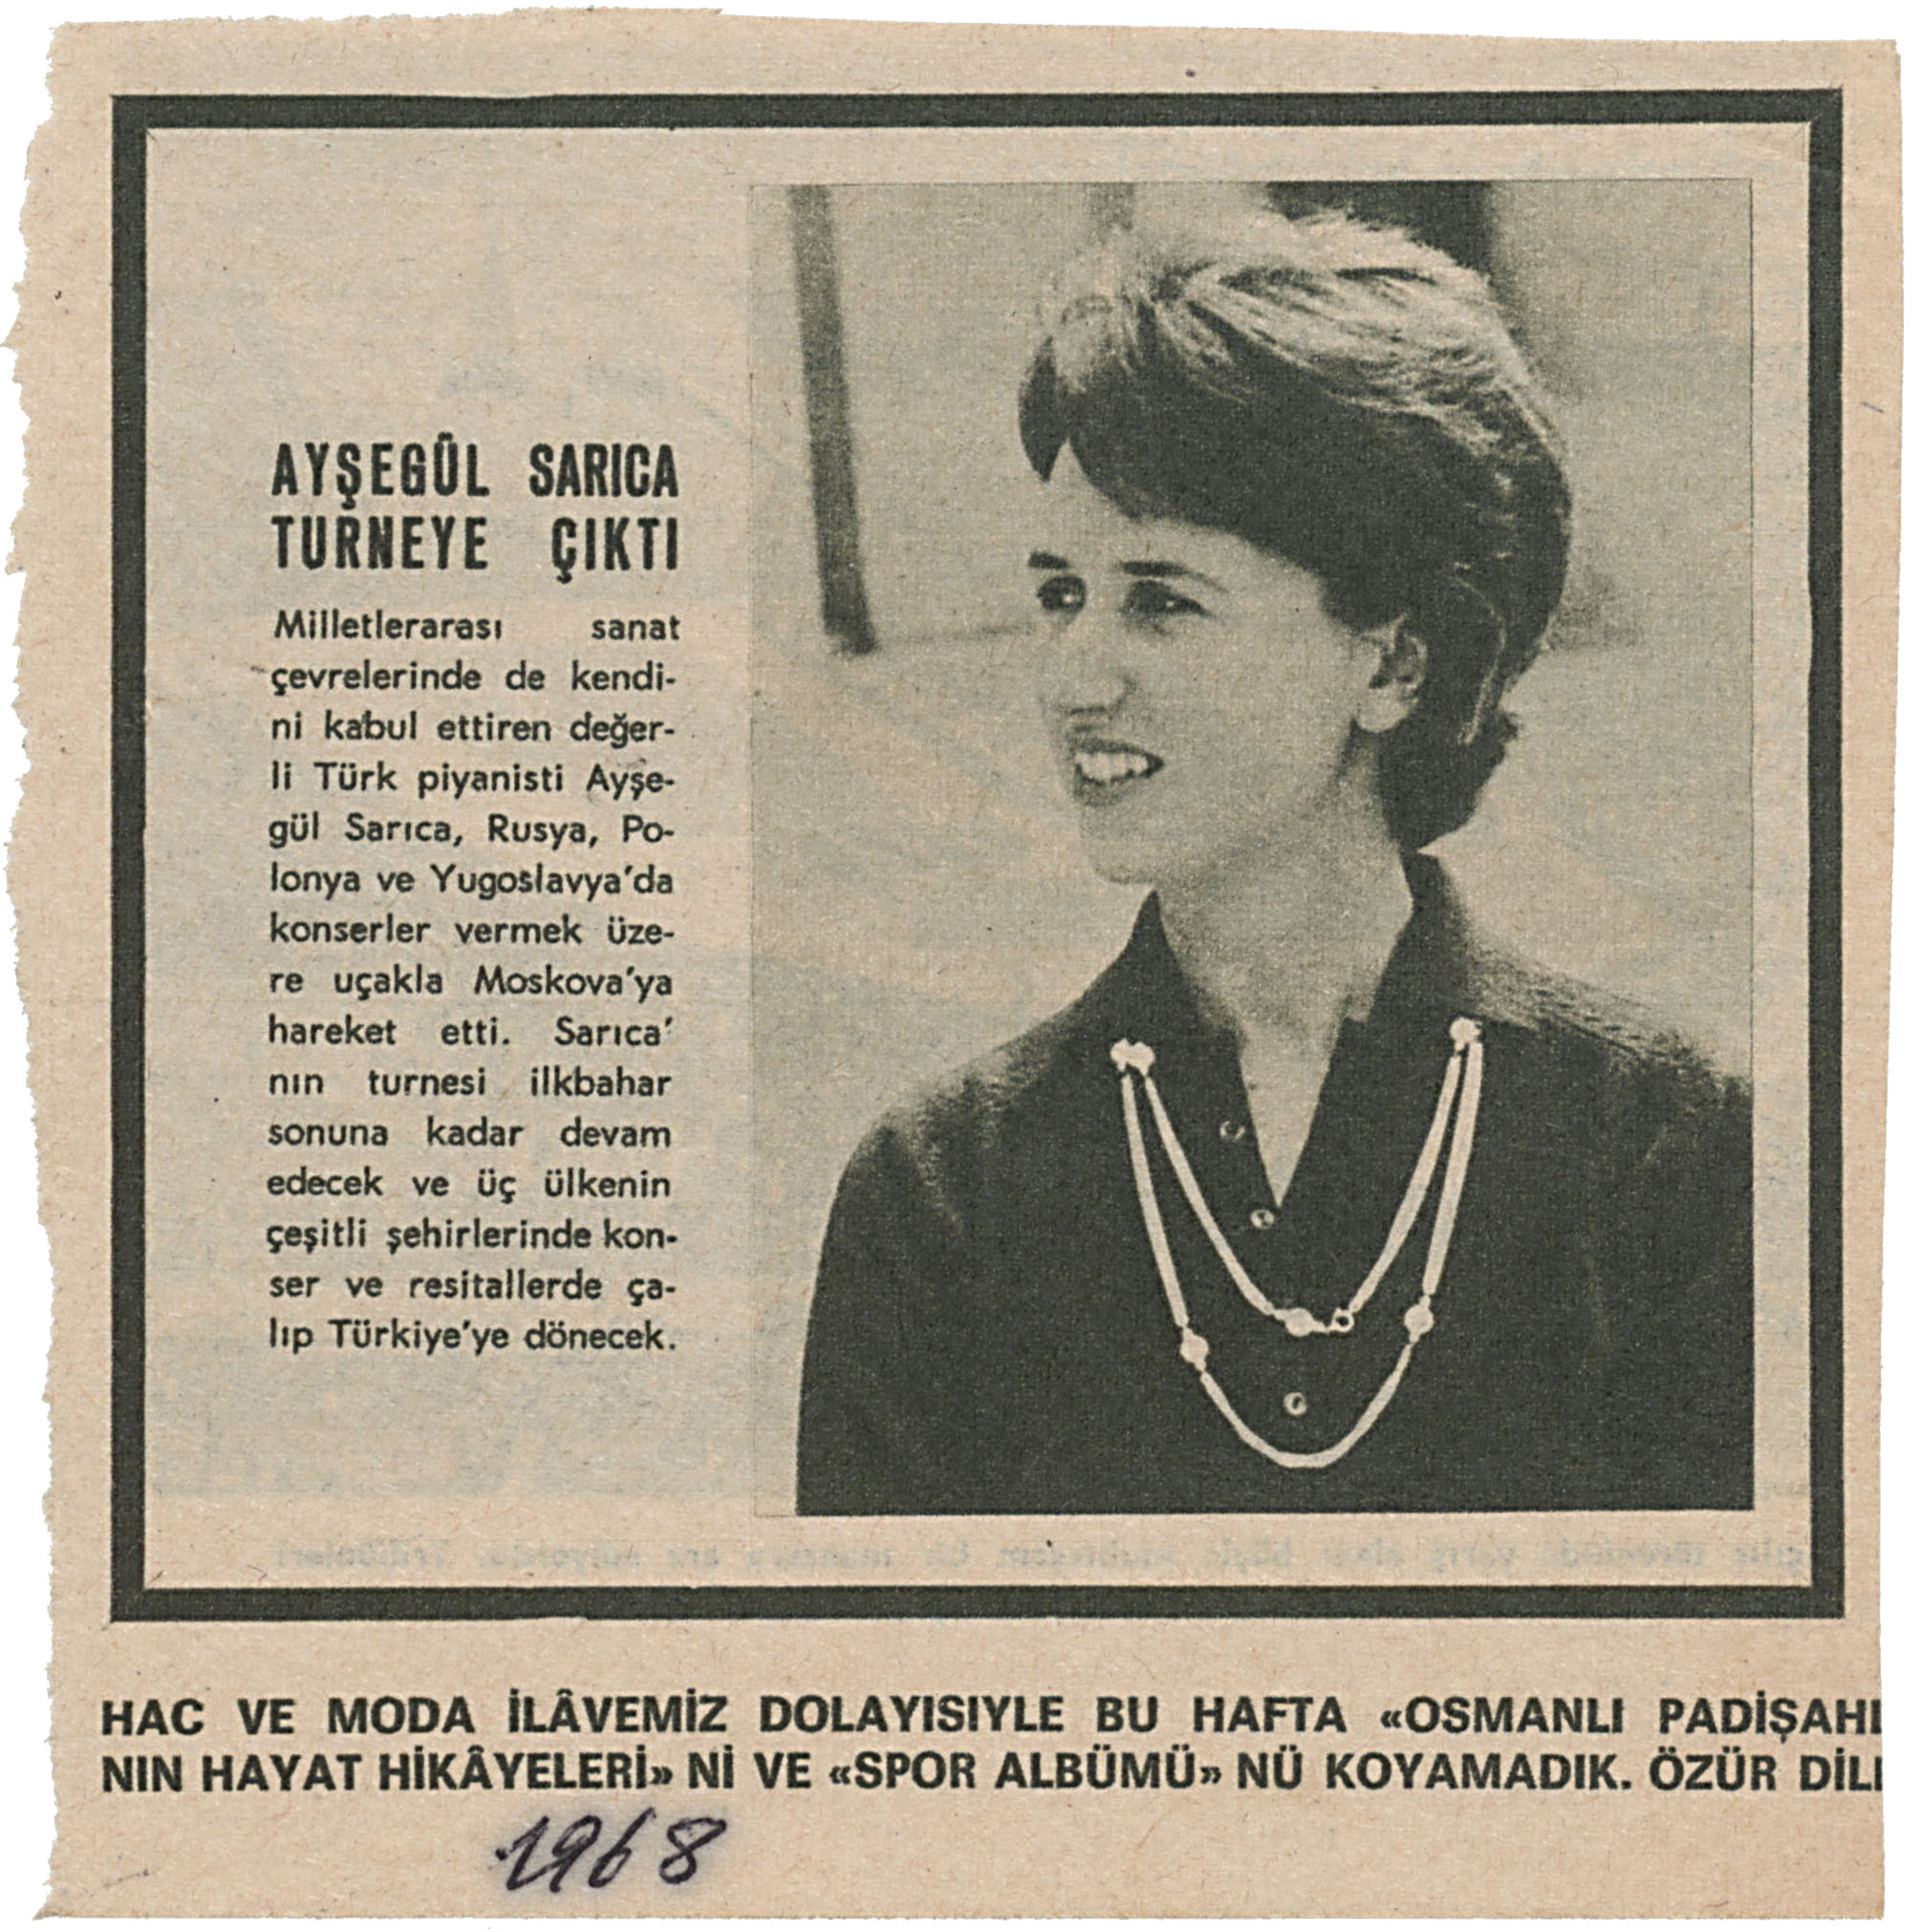 AYŞEGÜL SARICA
TURNEYE ÇIKTI
Milletlerarası sanat
çevrelerinde de kendi-
ni kabul ettiren değer-
li Türk piyanisti Ayşe-
gül Sarıca, Rusya, Po-
lonya ve Yugoslavya'da
konserler vermek üze-
re uçakla Moskova'ya
hareket etti. Sarıca'
nın turnesi ilkbahar
sonuna kadar devam
edecek ve üç ülkenin
çeşitli şehirlerinde kon-
ser ve resitallerde ça-
lıp Türkiye'ye dönecek.
HAC VE MODA İLÂVEMİZ DOLAYISIYLE BU HAFTA «OSMANLI PADİŞAHL
NIN HAYAT HİKÂYELERİ» Nİ VE «SPOR ALBÜMÜ» NÜ KOYAMADIK. ÖZÜR DİLİ
1968